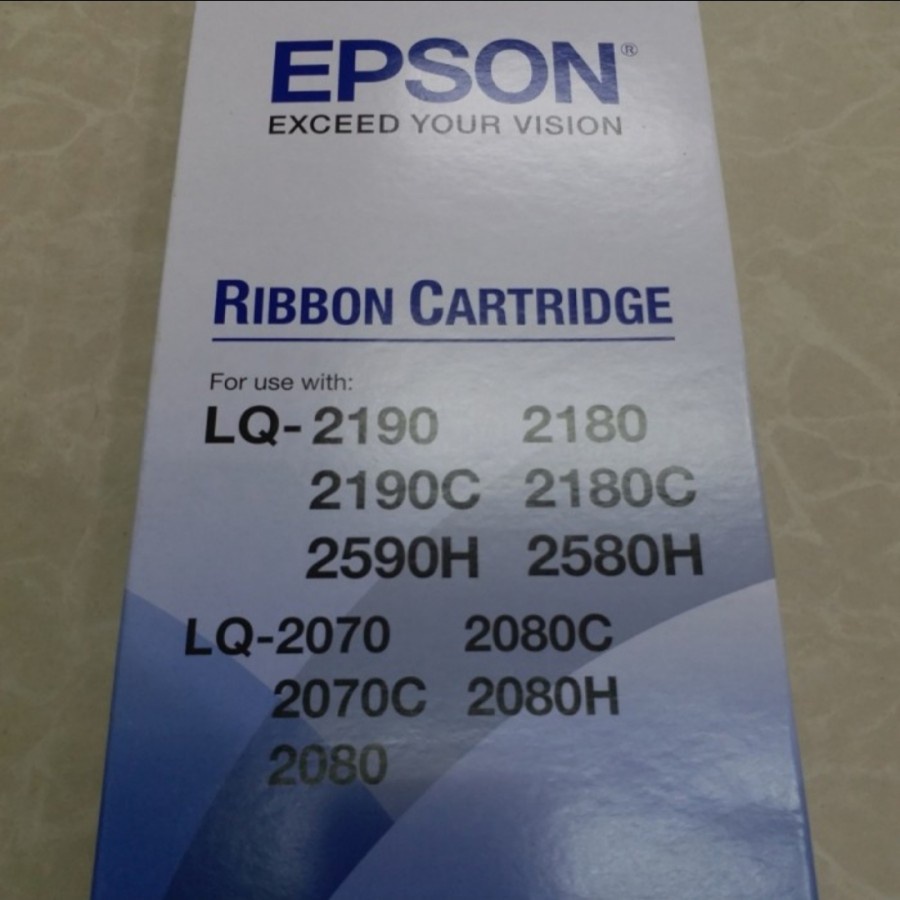 EPSON®
EXCEED YOUR VISION
RIBBON CARTRIDGE
For use with:
LQ- 2190 2180
2190C 2180C
2590H 2580H
LQ-2070 2080C
2070C 2080H
2080